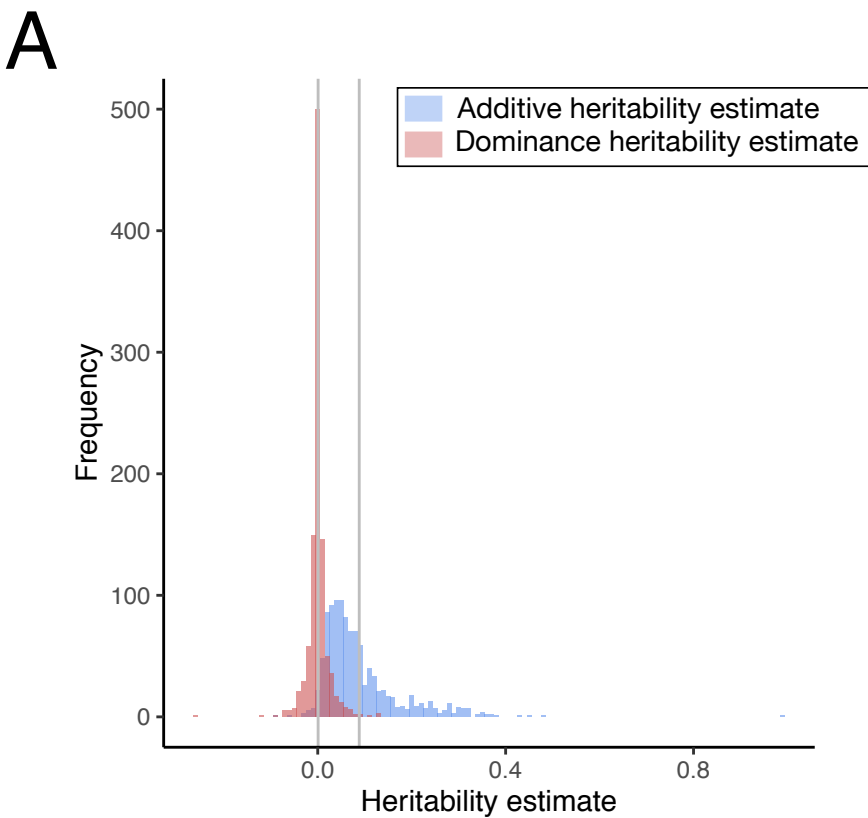 A
Additive heritability estimate
Dominance heritability estimate
500
400
300
200
100
0
Frequency
0.0 0.4 0.8
Heritability estimate